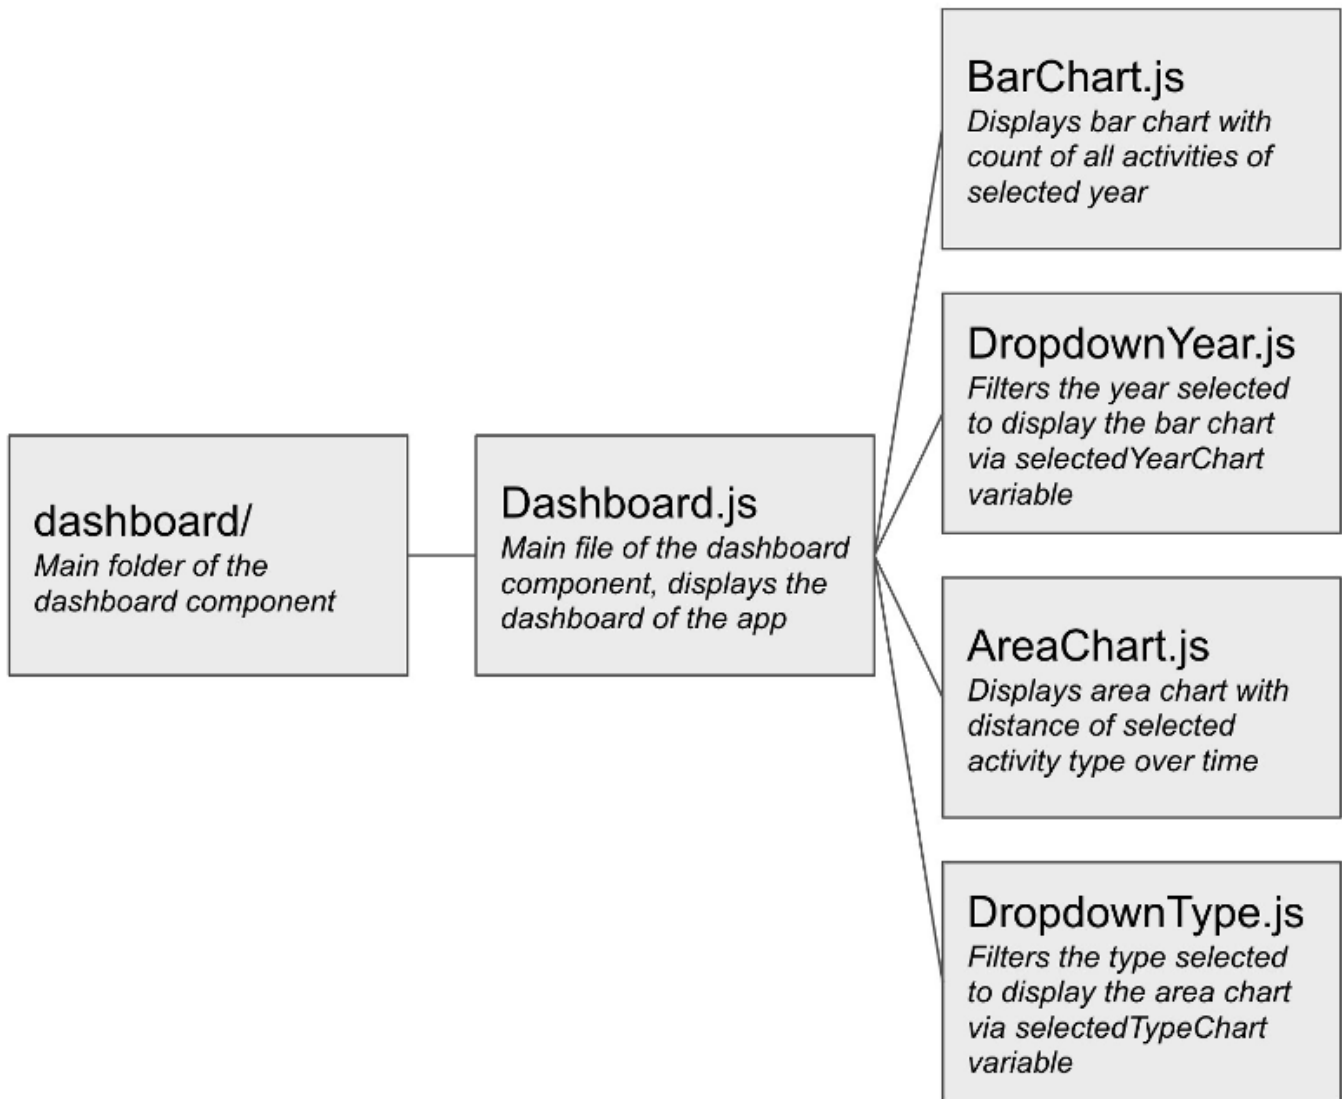 dashboard/
Main folder of the
dashboard component
Dashboard.js
Main file of the dashboard
component, displays the
dashboard of the app
BarChart.js
Displays bar chart with
count of all activities of
selected year
DropdownYear.js
Filters the year selected
to display the bar chart
via selectedYearChart
variable
AreaChart.js
Displays area chart with
distance of selected
activity type over time
DropdownType.js
Filters the type selected
to display the area chart
via selectedTypeChart
variable